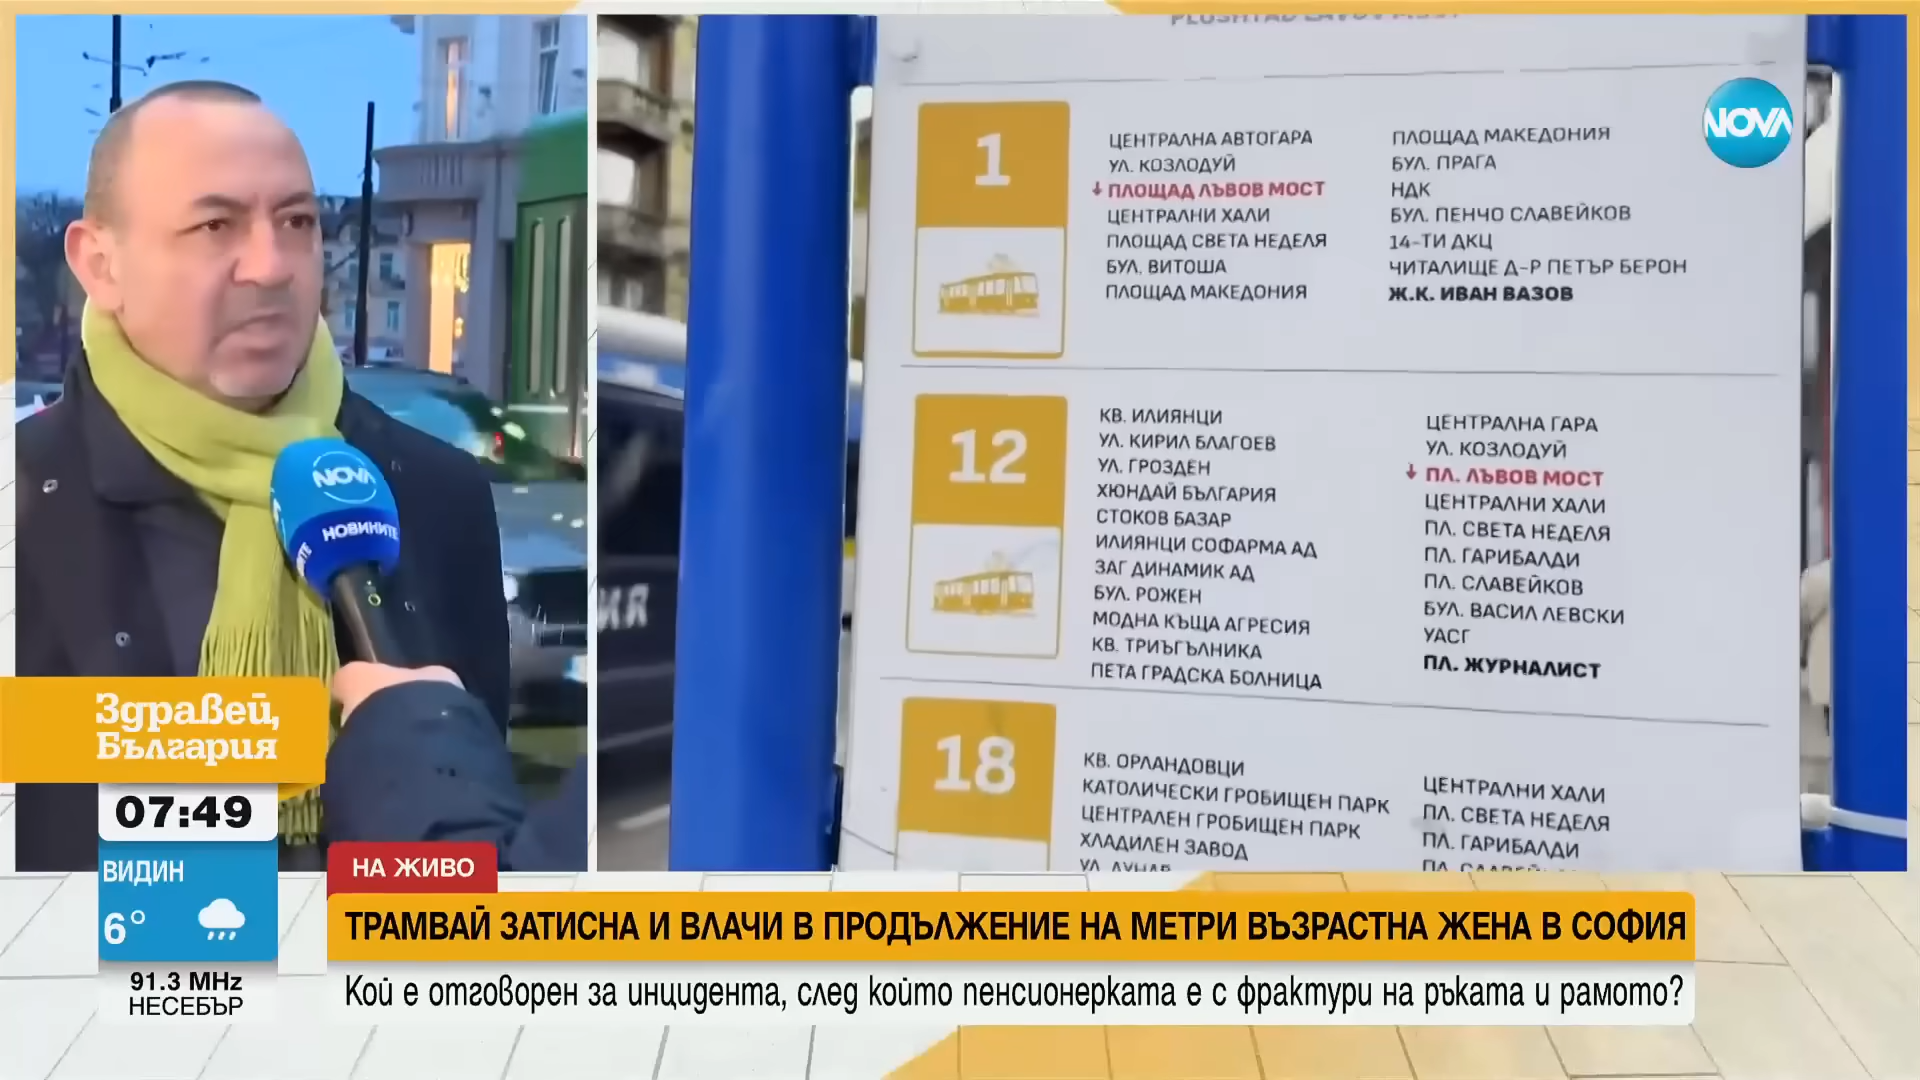 1
ЦЕНТРАЛНА АВТОГАРА
УЛ. КОЗЛОДУЙ
↓ ПЛОЩАД ЛЪВОВ МОСТ
ЦЕНТРАЛНИ ХАЛИ
ПЛОЩАД СВЕТА НЕДЕЛЯ
БУЛ. ВИТОША
ПЛОЩАД МАКЕДОНИЯ
ПЛОЩАД МАКЕДОНИЯ
БУЛ. ПРАГА
НДК
БУЛ. ПЕНЧО СЛАВЕЙКОВ
14-ТИ ДКЦ
ЧИТАЛИЩЕ Д-Р ПЕТЪР БЕРОН
Ж.К. ИВАН ВАЗОВ
NOVA
12
КВ. ИЛИЯНЦИ
УЛ. КИРИЛ БЛАГОЕВ
УЛ. ГРОЗДЕН
ХЮНДАЙ БЪЛГАРИЯ
СТОКОВ БАЗАР
ИЛИЯНЦИ СОФАРМА АД
ЗАГ ДИНАМИК АД
БУЛ. РОЖЕН
МОДНА КЪЩА АГРЕСИЯ
КВ. ТРИЪГЪЛНИКА
ПЕТА ГРАДСКА БОЛНИЦА
ЦЕНТРАЛНА ГАРА
УЛ. КОЗЛОДУЙ
↓ ПЛ. ЛЪВОВ МОСТ
ЦЕНТРАЛНИ ХАЛИ
ПЛ. СВЕТА НЕДЕЛЯ
ПЛ. ГАРИБАЛДИ
ПЛ. СЛАВЕЙКОВ
БУЛ. ВАСИЛ ЛЕВСКИ
УАСГ
ПЛ. ЖУРНАЛИСТ
18
КВ. ОРЛАНДОВЦИ
КАТОЛИЧЕСКИ ГРОБИЩЕН ПАРК
ЦЕНТРАЛЕН ГРОБИЩЕН ПАРК
ХЛАДИЛЕН ЗАВОД
ЦЕНТРАЛНИ ХАЛИ
ПЛ. СВЕТА НЕДЕЛЯ
ПЛ. ГАРИБАЛДИ
NOVA
НОВИНИТЕ
Здравей,
България
07:49
ВИДИН
6°
91.3 MHz
НЕСЕБЪР
НА ЖИВО
ТРАМВАЙ ЗАТИСНА И ВЛАЧИ В ПРОДЪЛЖЕНИЕ НА МЕТРИ ВЪЗРАСТНА ЖЕНА В СОФИЯ
Кой е отговорен за инцидента, след който пенсионерката е с фрактури на ръката и рамото?